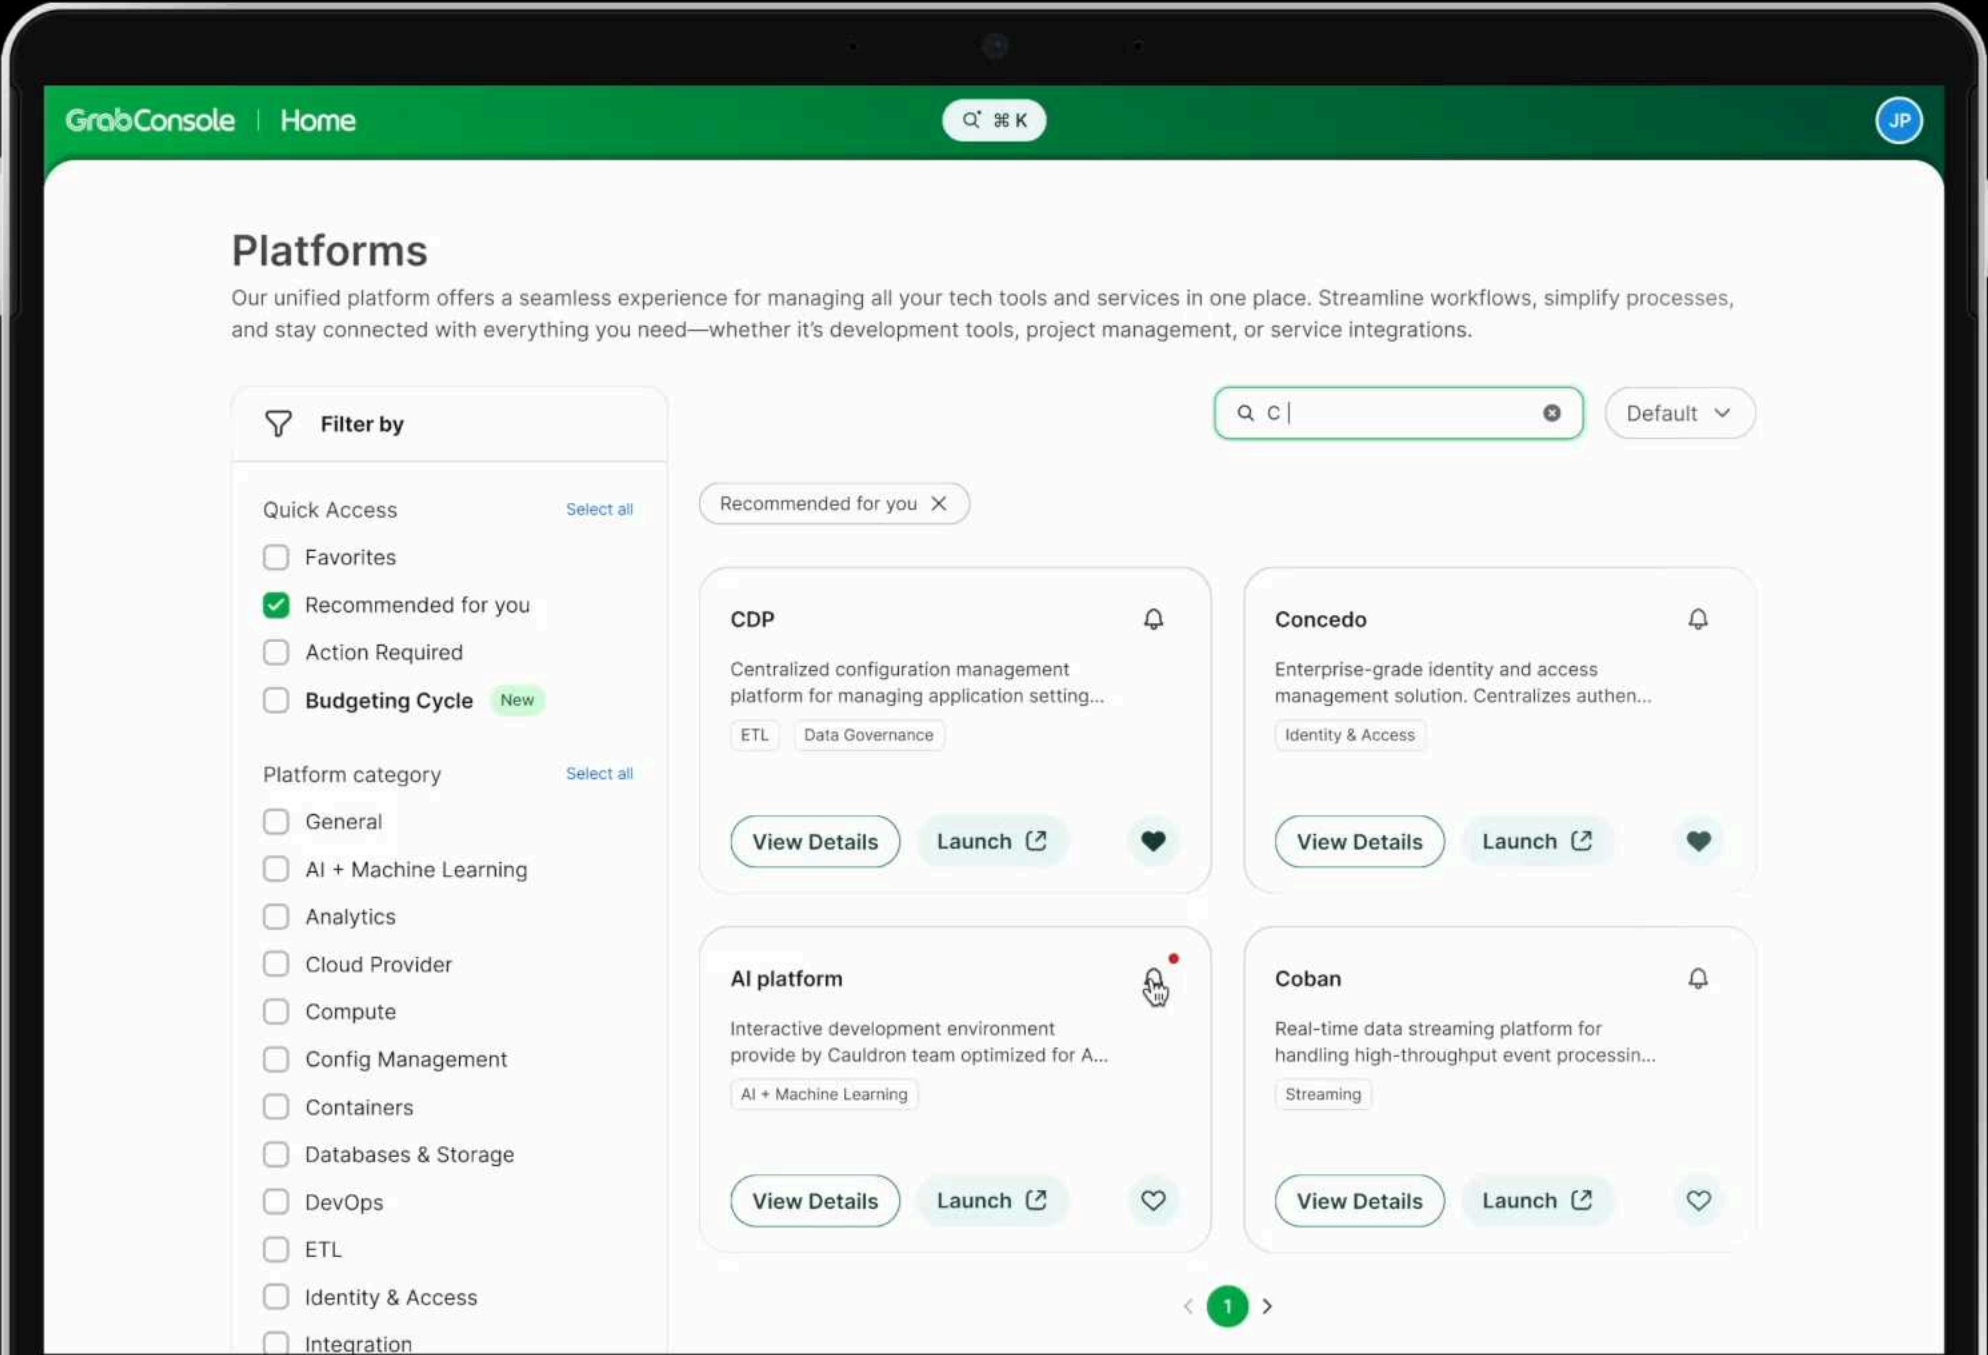 GrabConsole | Home
⌘ K
JP
Platforms
Our unified platform offers a seamless experience for managing all your tech tools and services in one place. Streamline workflows, simplify processes,
and stay connected with everything you need—whether it's development tools, project management, or service integrations.
Filter by
Quick Access Select all
Favorites
Recommended for you
Action Required
Budgeting Cycle New
Platform category Select all
General
AI + Machine Learning
Analytics
Cloud Provider
Compute
Config Management
Containers
Databases & Storage
DevOps
ETL
Identity & Access
Integration
C
Default
Recommended for you
CDP
Centralized configuration management
platform for managing application setting...
ETL Data Governance
View Details Launch
Concedo
Enterprise-grade identity and access
management solution. Centralizes authen...
Identity & Access
View Details Launch
AI platform
Interactive development environment
provide by Cauldron team optimized for A...
AI + Machine Learning
View Details Launch
Coban
Real-time data streaming platform for
handling high-throughput event processin...
Streaming
View Details Launch
1